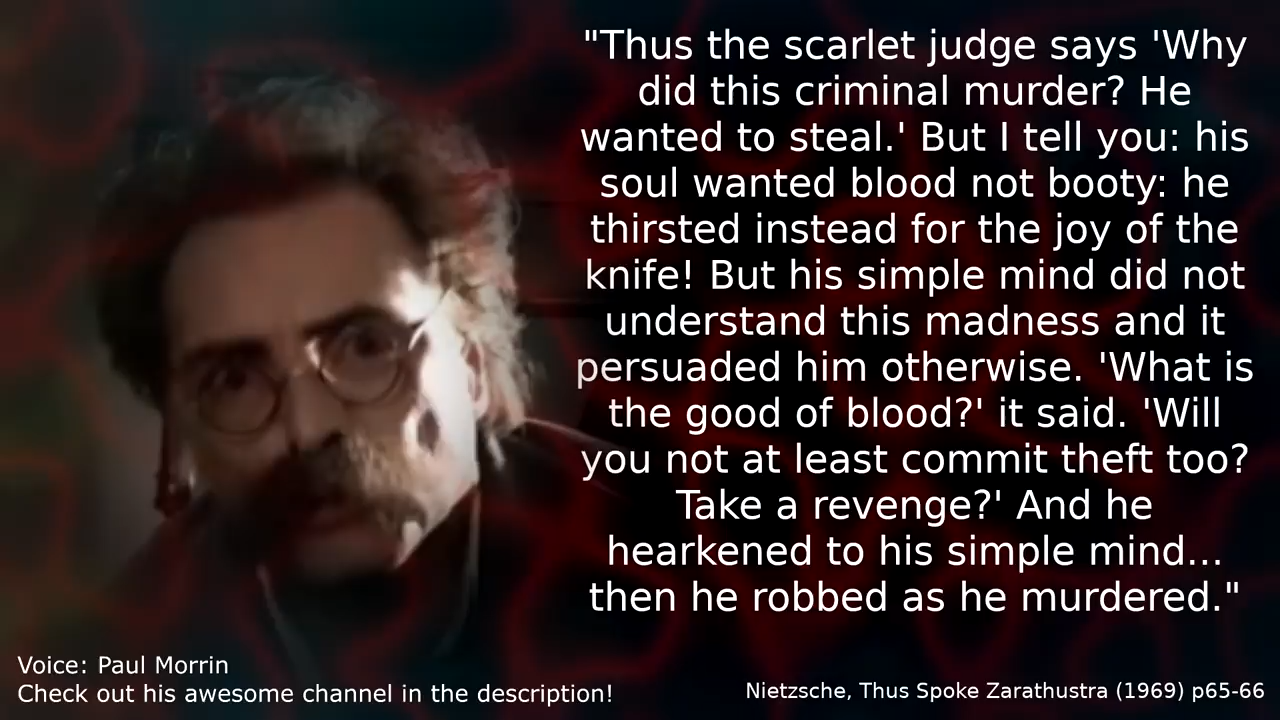 "Thus the scarlet judge says 'Why
did this criminal murder? He
wanted to steal.' But I tell you: his
soul wanted blood not booty: he
thirsted instead for the joy of the
knife! But his simple mind did not
understand this madness and it
persuaded him otherwise. 'What is
the good of blood?' it said. 'Will
you not at least commit theft too?
Take a revenge?' And he
hearkened to his simple mind...
then he robbed as he murdered."
Voice: Paul Morrin
Check out his awesome channel in the description!
Nietzsche, Thus Spoke Zarathustra (1969) p65-66